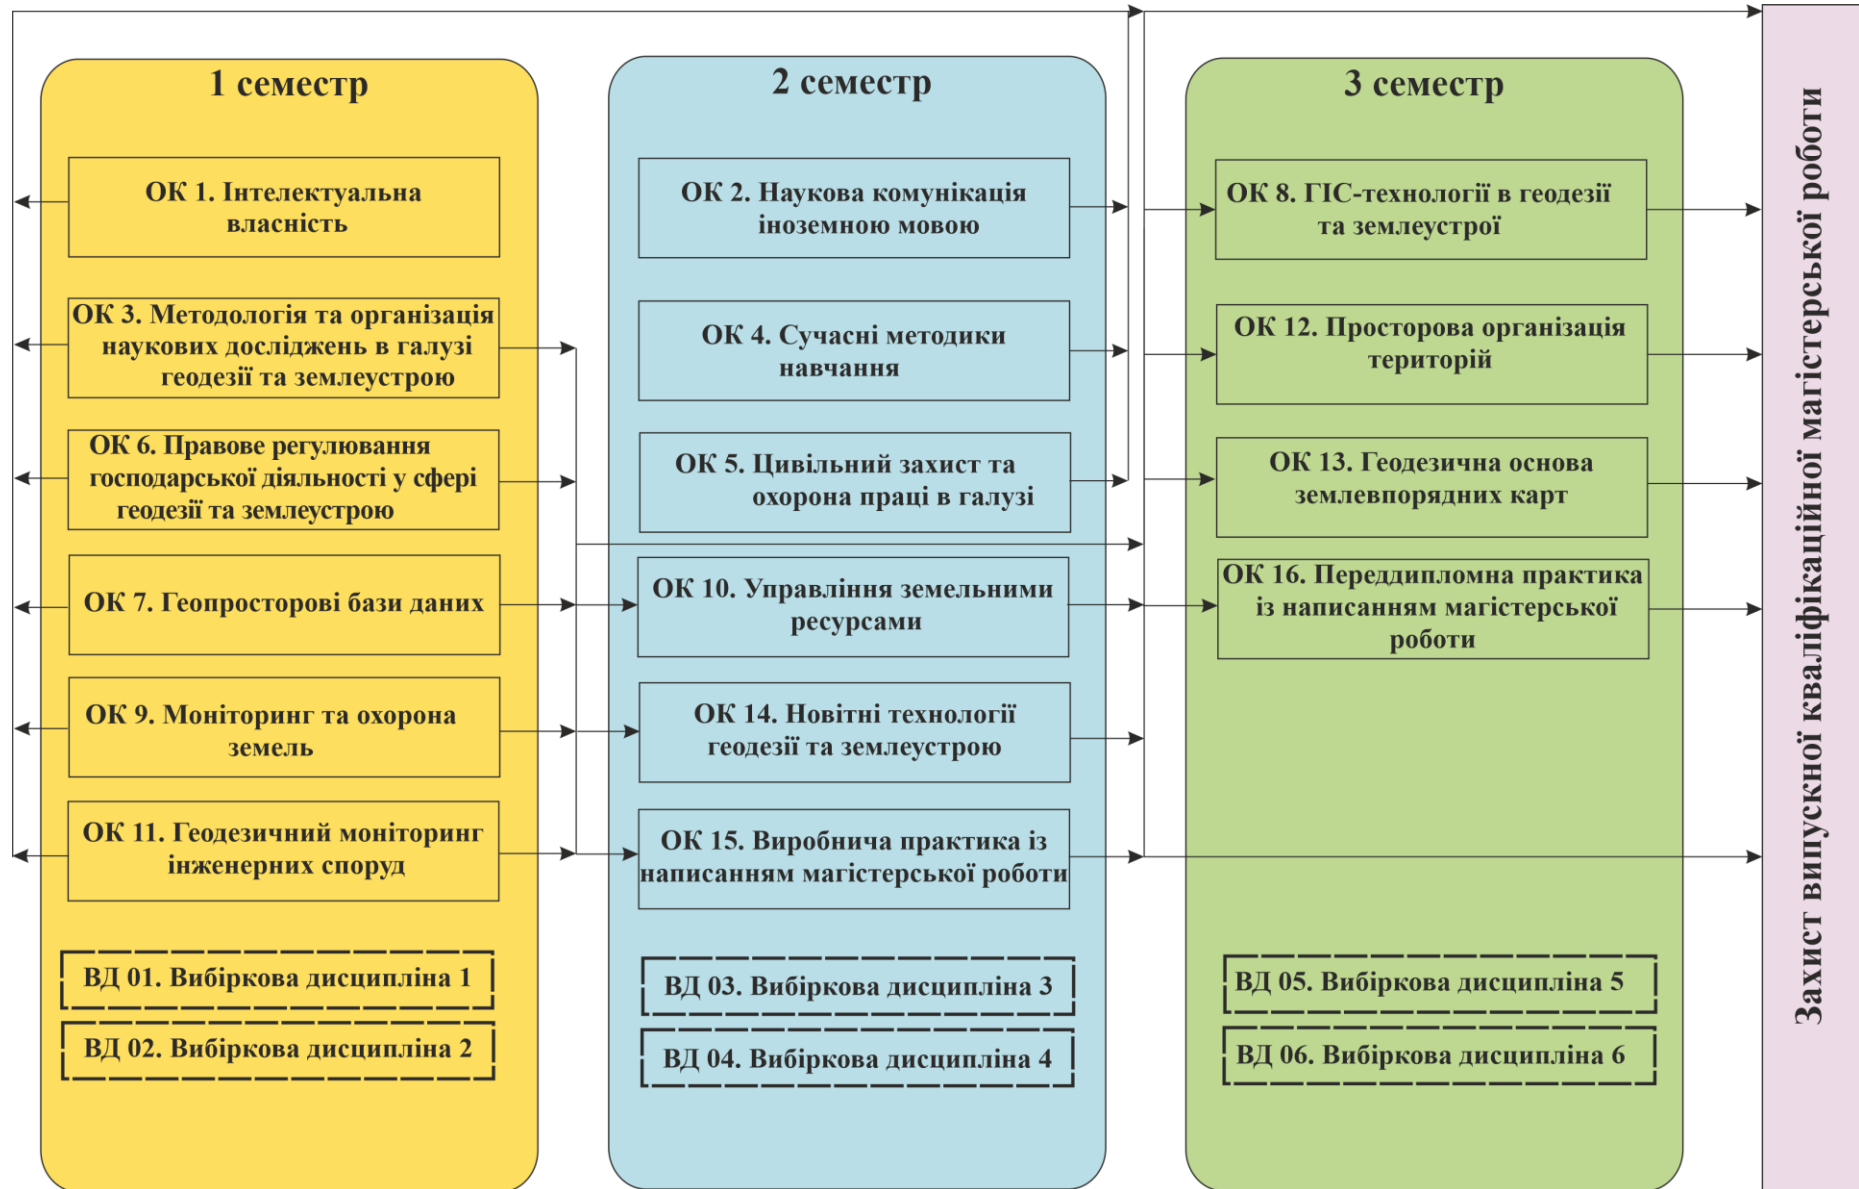 1 семестр
ОК 1. Інтелектуальна
власність
ОК 3. Методологія та організація
наукових досліджень в галузі
геодезії та землеустрою
ОК 6. Правове регулювання
господарської діяльності у сфері
геодезії та землеустрою
ОК 7. Геопросторові бази даних
ОК 9. Моніторинг та охорона
земель
ОК 11. Геодезичний моніторинг
інженерних споруд
ВД 01. Вибіркова дисципліна 1
ВД 02. Вибіркова дисципліна 2
2 семестр
ОК 2. Наукова комунікація
іноземною мовою
ОК 4. Сучасні методики
навчання
ОК 5. Цивільний захист та
охорона праці в галузі
ОК 10. Управління земельними
ресурсами
ОК 14. Новітні технології
геодезії та землеустрою
ОК 15. Виробнича практика із
написанням магістерської роботи
ВД 03. Вибіркова дисципліна 3
ВД 04. Вибіркова дисципліна 4
3 семестр
ОК 8. ГІС-технології в геодезії
та землеустрої
ОК 12. Просторова організація
територій
ОК 13. Геодезична основа
землевпорядних карт
ОК 16. Переддипломна практика
із написанням магістерської
роботи
ВД 05. Вибіркова дисципліна 5
ВД 06. Вибіркова дисципліна 6
Захист випускної кваліфікаційної магістерської роботи